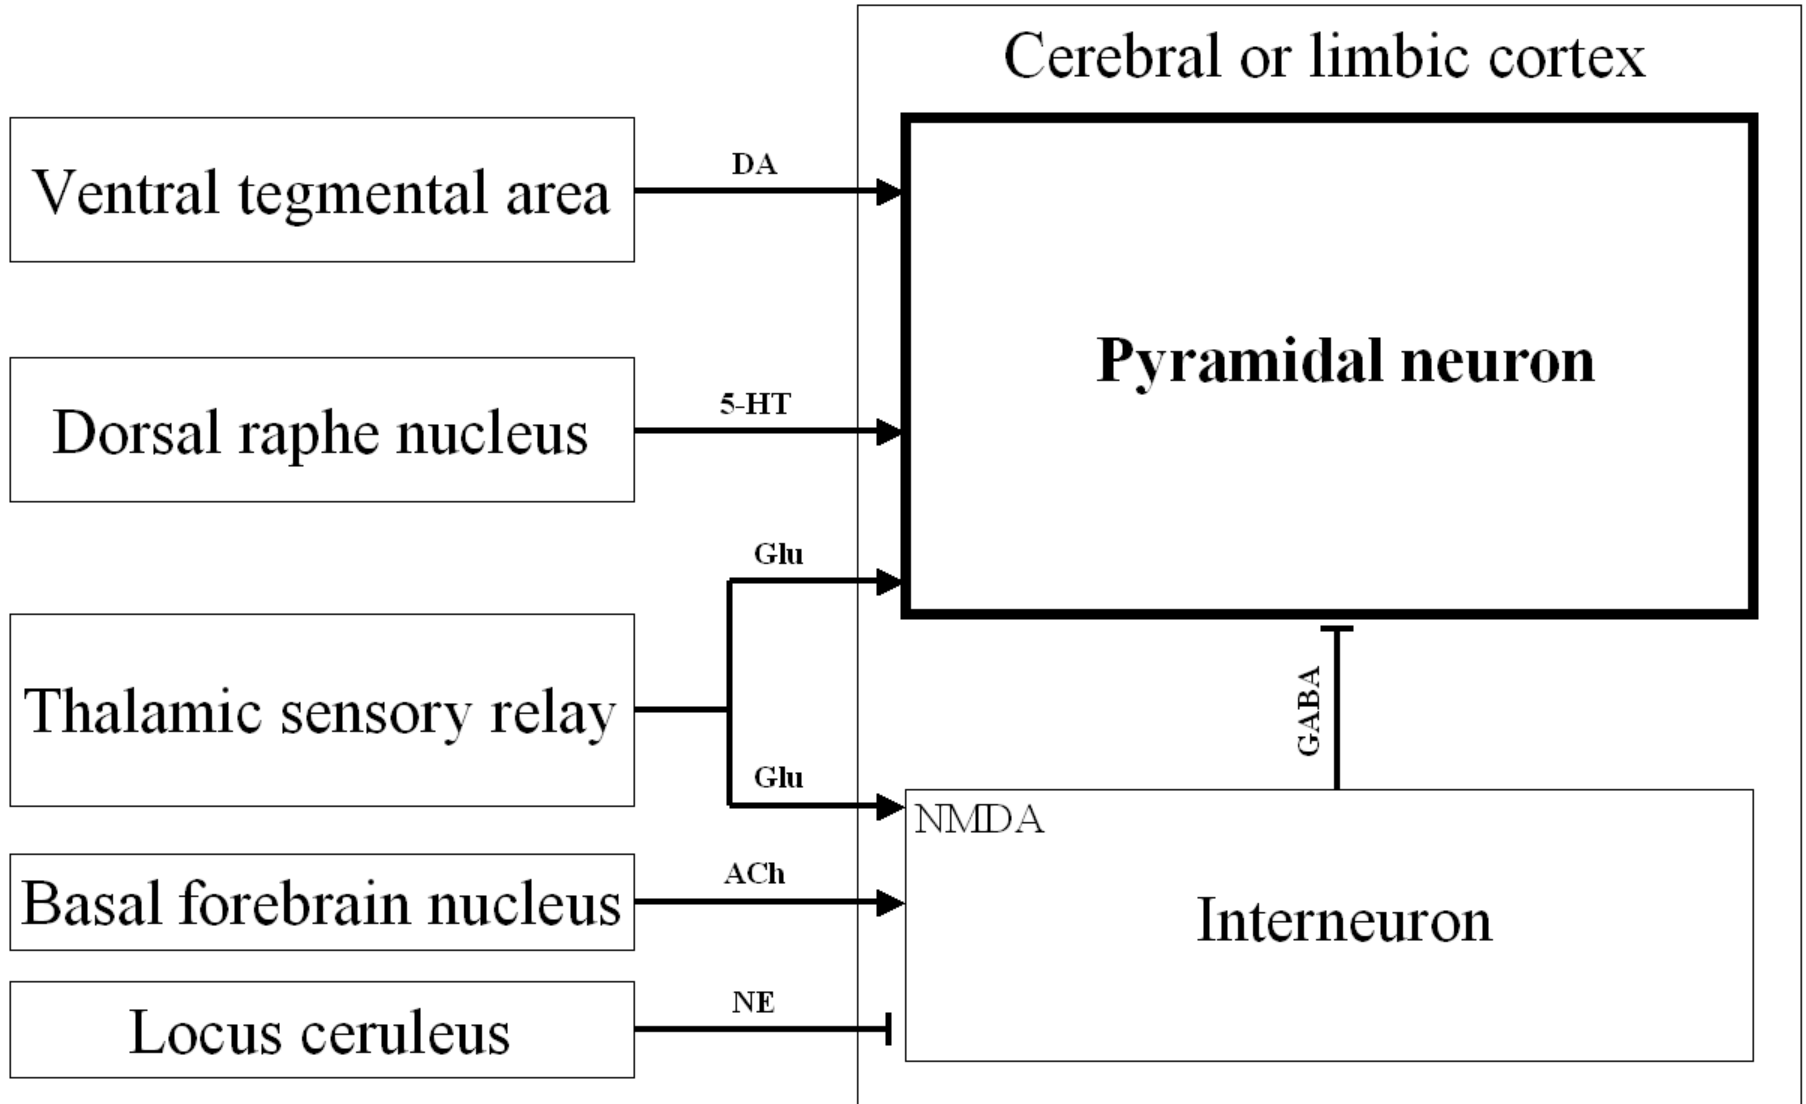 Cerebral or limbic cortex
Ventral tegmental area
DA
Pyramidal neuron
Dorsal raphe nucleus
5-HT
Glu
Thalamic sensory relay
Glu
GABA
NMDA
Basal forebrain nucleus
ACh
Interneuron
Locus ceruleus
NE